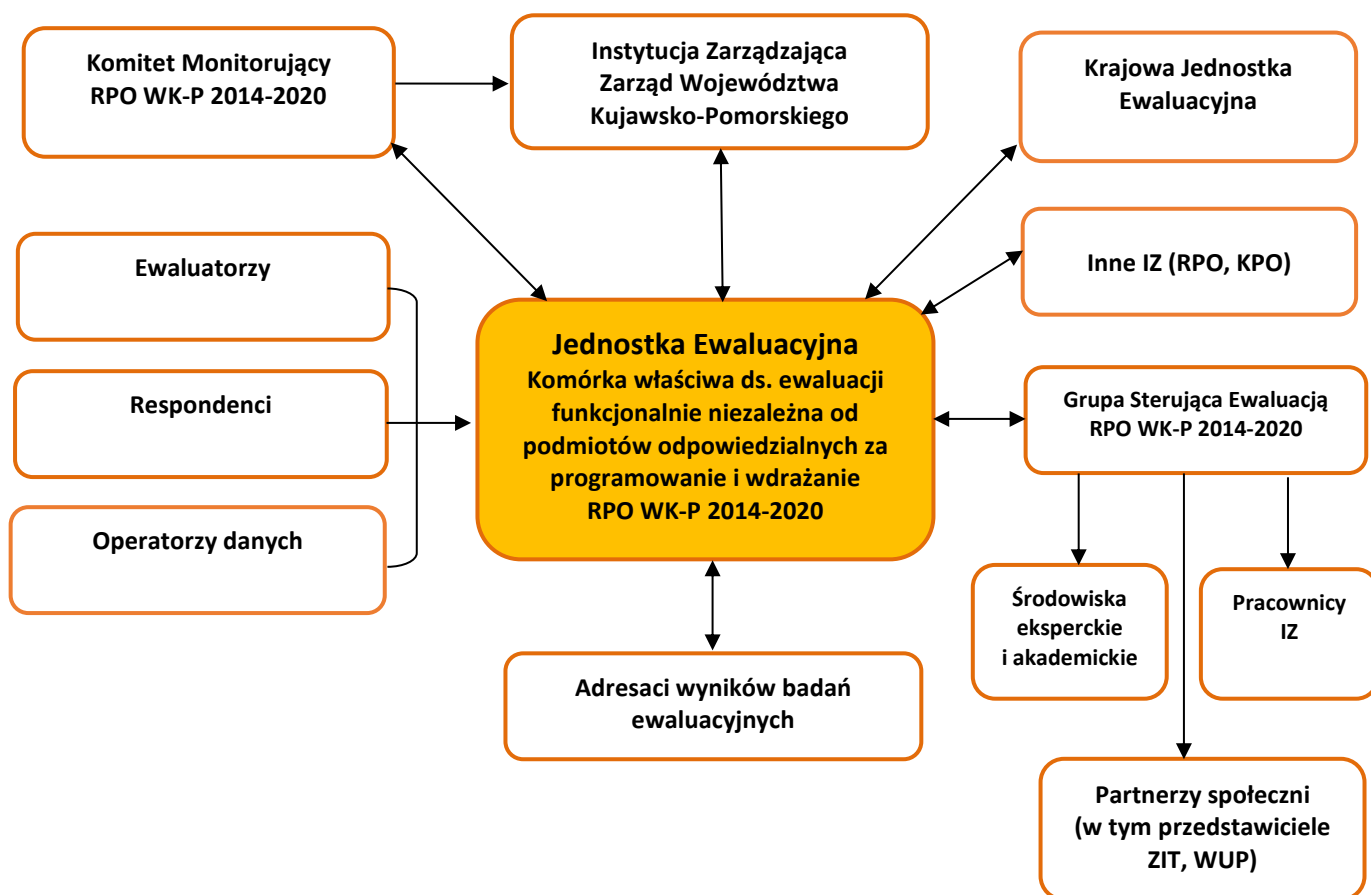 Komitet Monitorujący
RPO WK-P 2014-2020
Instytucja Zarządzająca
Zarząd Województwa
Kujawsko-Pomorskiego
Krajowa Jednostka
Ewaluacyjna
Ewaluatorzy
Inne IZ (RPO, KPO)
Jednostka Ewaluacyjna
Komórka właściwa ds. ewaluacji
funkcjonalnie niezależna od
podmiotów odpowiedzialnych za
programowanie i wdrażanie
RPO WK-P 2014-2020
Respondenci
Grupa Sterująca Ewaluacją
RPO WK-P 2014-2020
Operatorzy danych
Środowiska
eksperckie
i akademickie
Pracownicy
IZ
Adresaci wyników badań
ewaluacyjnych
Partnerzy społeczni
(w tym przedstawiciele
ZIT, WUP)